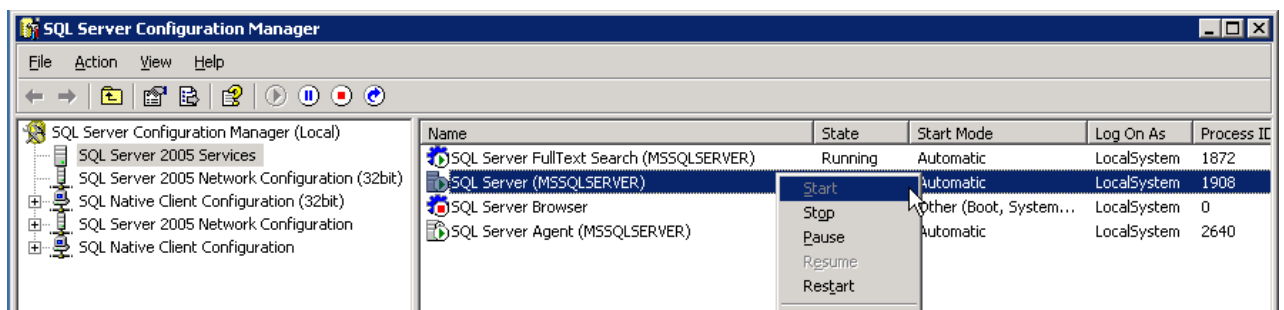 SQL Server Configuration Manager
File Action View Help
SQL Server Configuration Manager (Local)
SQL Server 2005 Services
SQL Server 2005 Network Configuration (32bit)
SQL Native Client Configuration (32bit)
SQL Server 2005 Network Configuration
SQL Native Client Configuration
Name State Start Mode Log On As Process ID
SQL Server FullText Search (MSSQLSERVER) Running Automatic LocalSystem 1872
SQL Server (MSSQLSERVER) Automatic LocalSystem 1908
SQL Server Browser Other (Boot, System... LocalSystem 0
SQL Server Agent (MSSQLSERVER) Automatic LocalSystem 2640
Start
Stop
Pause
Resume
Restart